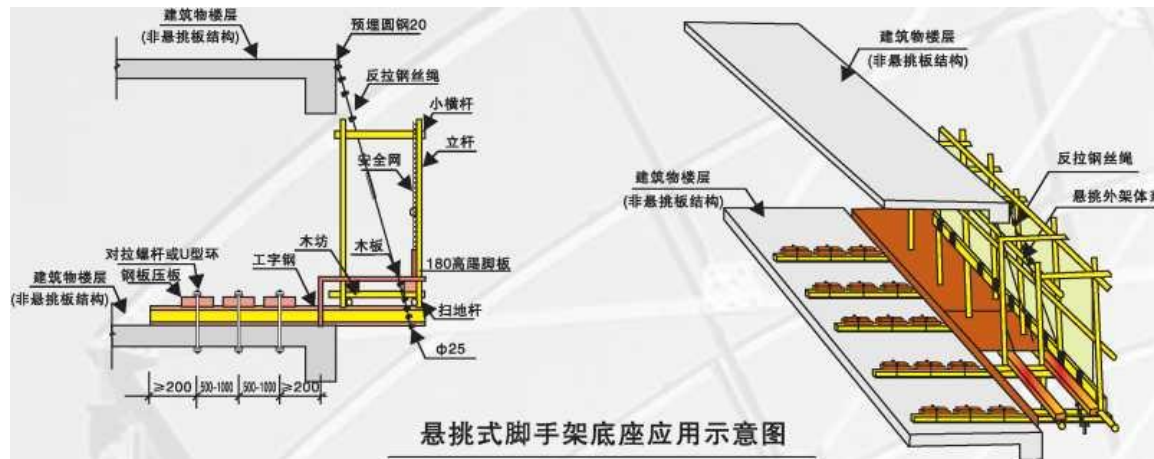 建筑物楼层
(非悬挑板结构)
预埋圆钢20
反拉钢丝绳
小横杆
立杆
安全网
木坊
木板
工字钢
180高踢脚板
对拉螺杆或U型环
钢板压板
建筑物楼层
(非悬挑板结构)
扫地杆
ф25
≥200
500-1000
500-1000
≥200
建筑物楼层
(非悬挑板结构)
反拉钢丝绳
悬挑外架体系
建筑物楼层
(非悬挑板结构)
悬挑式脚手架底座应用示意图